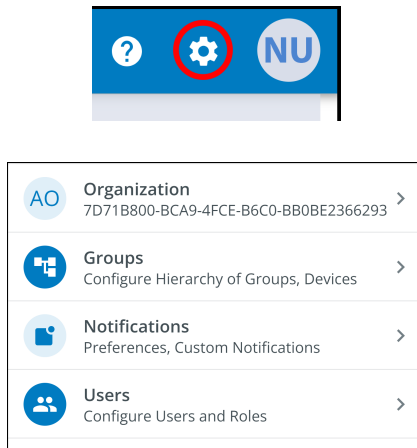 ?
NU
AO
Organization
7D71B800-BCA9-4FCE-B6C0-BB0BE2366293
Groups
Configure Hierarchy of Groups, Devices
Notifications
Preferences, Custom Notifications
Users
Configure Users and Roles